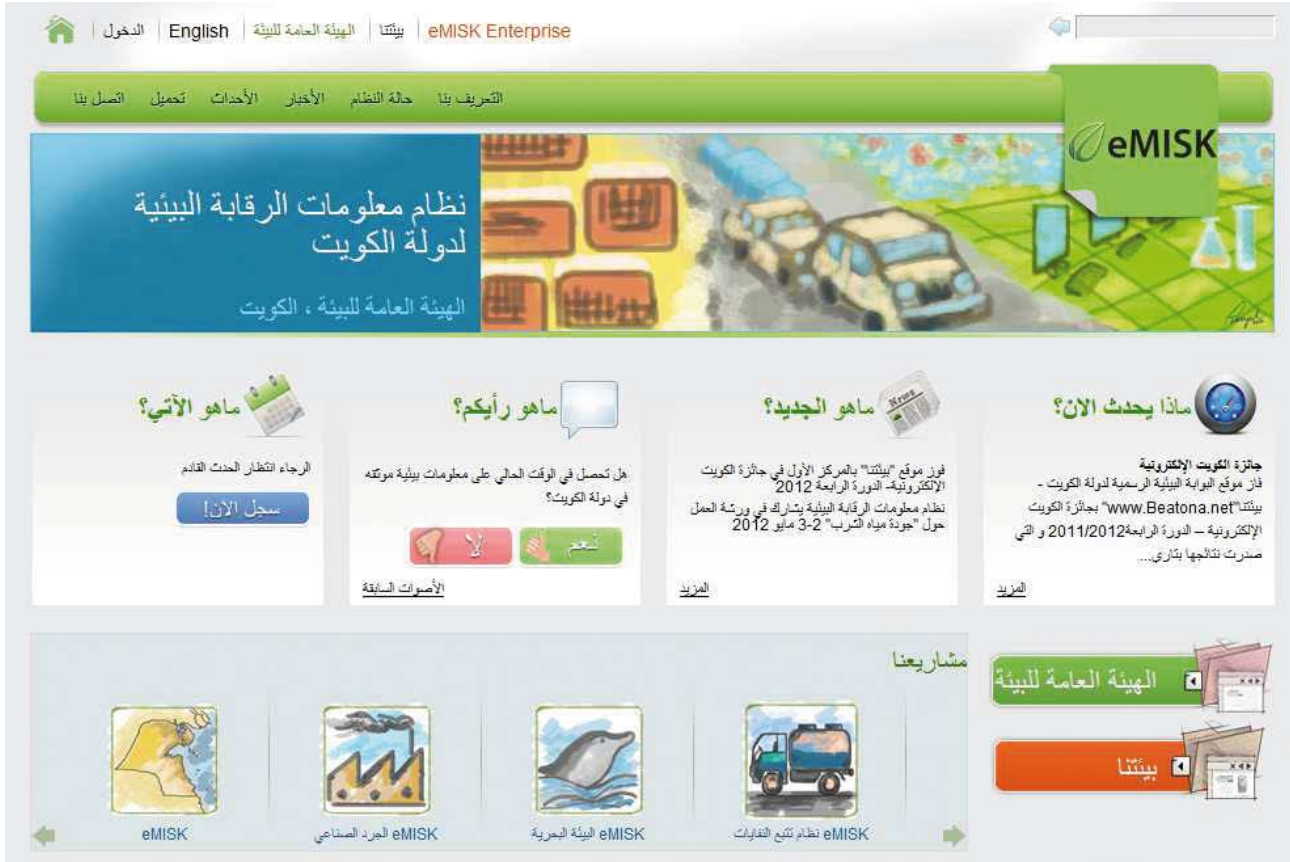 eMISK Enterprise | بيئتنا | الهيئة العامة للبيئة | English | الدخول
التعريف بنا حالة النظام الأخبار الأحداث تحميل اتصل بنا
eMISK
نظام معلومات الرقابة البيئية
لدولة الكويت
الهيئة العامة للبيئة ، الكويت
ماذا يحدث الان؟
جائزة الكويت الإلكترونية
فاز موقع البوابة البيئية الرسمية لدولة الكويت -
بيئتنا"www.Beatona.net" بجائزة الكويت
الإلكترونية – الدورة الرابعة2011/2012 و التي
صدرت نتائجها بتاري....
المزيد
ماهو الجديد؟
News
فوز موقع "بيئتنا" بالمركز الأول في جائزة الكويت
الإلكترونية- الدورة الرابعة 2012
نظام معلومات الرقابة البيئية يشارك في ورشة العمل
حول "جودة مياه الشرب" 2-3 مايو 2012
المزيد
ماهو رأيكم؟
هل تحصل في الوقت الحالي على معلومات بيئية موثقه
في دولة الكويت؟
نعم
لا
الأصوات السابقة
ماهو الآتي؟
الرجاء انتظار الحدث القادم
سجل الآن!
الهيئة العامة للبيئة
بيئتنا
مشاريعنا
eMISK نظام تتبع النفايات
eMISK البيئة البحرية
eMISK الجرد الصناعي
eMISK